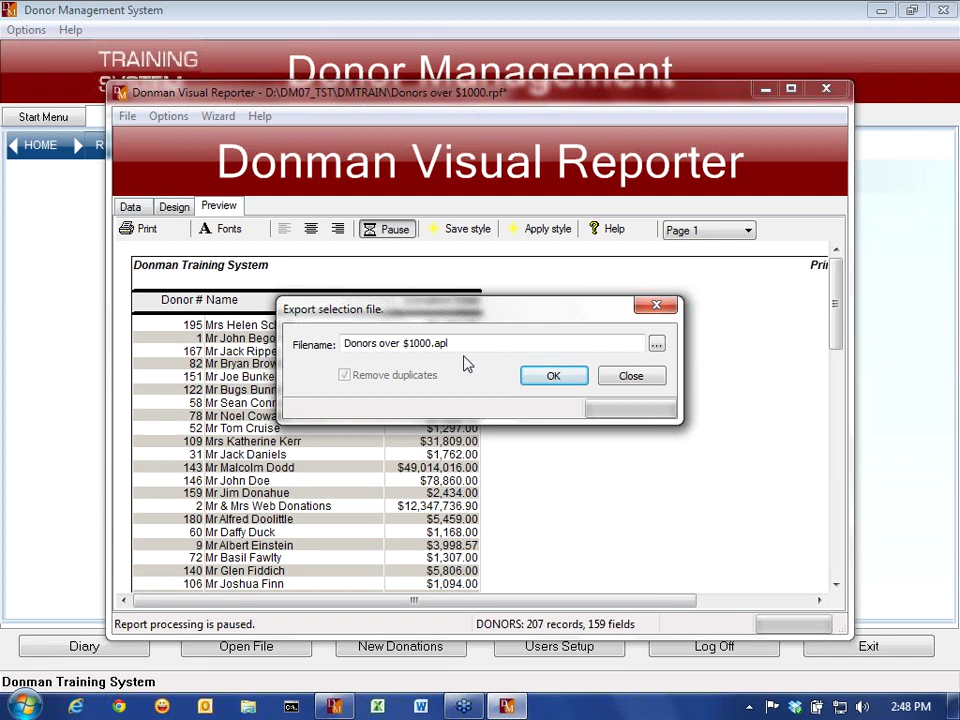 Donor Management System
Options Help
TRAINING
SYSTEM
Donor Management
Donman Visual Reporter - D:\DM07_TST\DMTRAIN\Donors over $1000.rpf*
Start Menu
File Options Wizard Help
HOME R
Donman Visual Reporter
Data Design Preview
Print Fonts Pause Save style Apply style Help Page 1
Donman Training System Prin
Donor # Name
Export selection file.
195 Mrs Helen Sc
1 Mr John Bego
Filename: Donors over $1000.apl ...
167 Mr Jack Rippe
82 Mr Bryan Brow
Remove duplicates OK Close
151 Mr Joe Bunke
122 Mr Bugs Bunn
58 Mr Sean Conn
78 Mr Noel Cowa
52 Mr Tom Cruise $1,297.00
109 Mrs Katherine Kerr $31,809.00
31 Mr Jack Daniels $1,762.00
143 Mr Malcolm Dodd $49,014,016.00
146 Mr John Doe $78,860.00
159 Mr Jim Donahue $2,434.00
2 Mr & Mrs Web Donations $12,347,736.90
180 Mr Alfred Doolittle $5,459.00
60 Mr Daffy Duck $1,168.00
9 Mr Albert Einstein $3,998.57
72 Mr Basil Fawlty $1,307.00
140 Mr Glen Fiddich $5,806.00
106 Mr Joshua Finn $1,094.00
Report processing is paused. DONORS: 207 records, 159 fields
Diary Open File New Donations Users Setup Log Off Exit
Donman Training System
2:48 PM